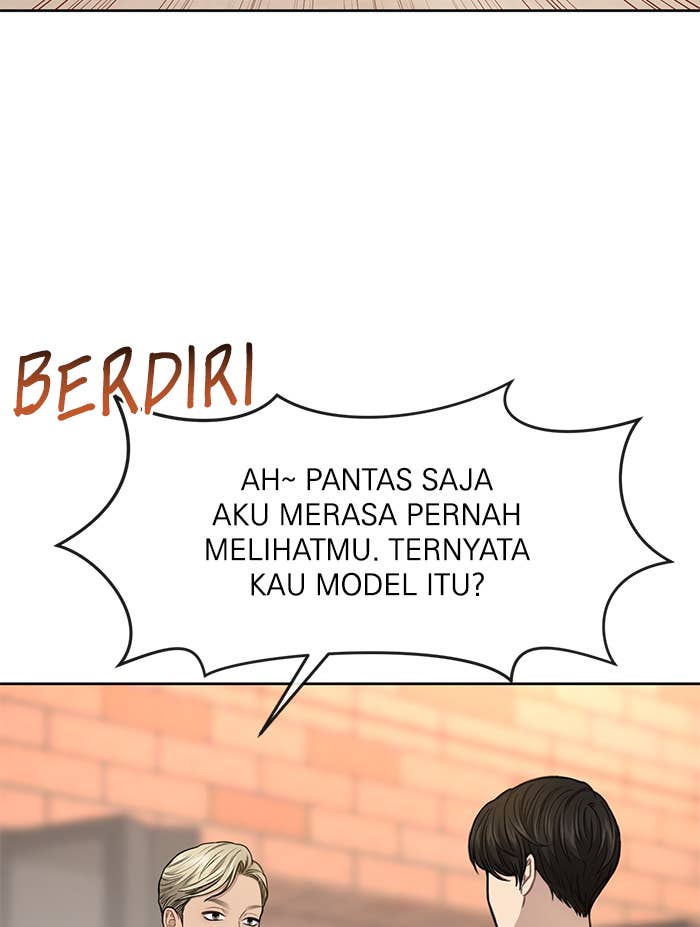 BERDIRI
AH~ PANTAS SAJA
AKU MERASA PERNAH
MELIHATMU. TERNYATA
KAU MODEL ITU?